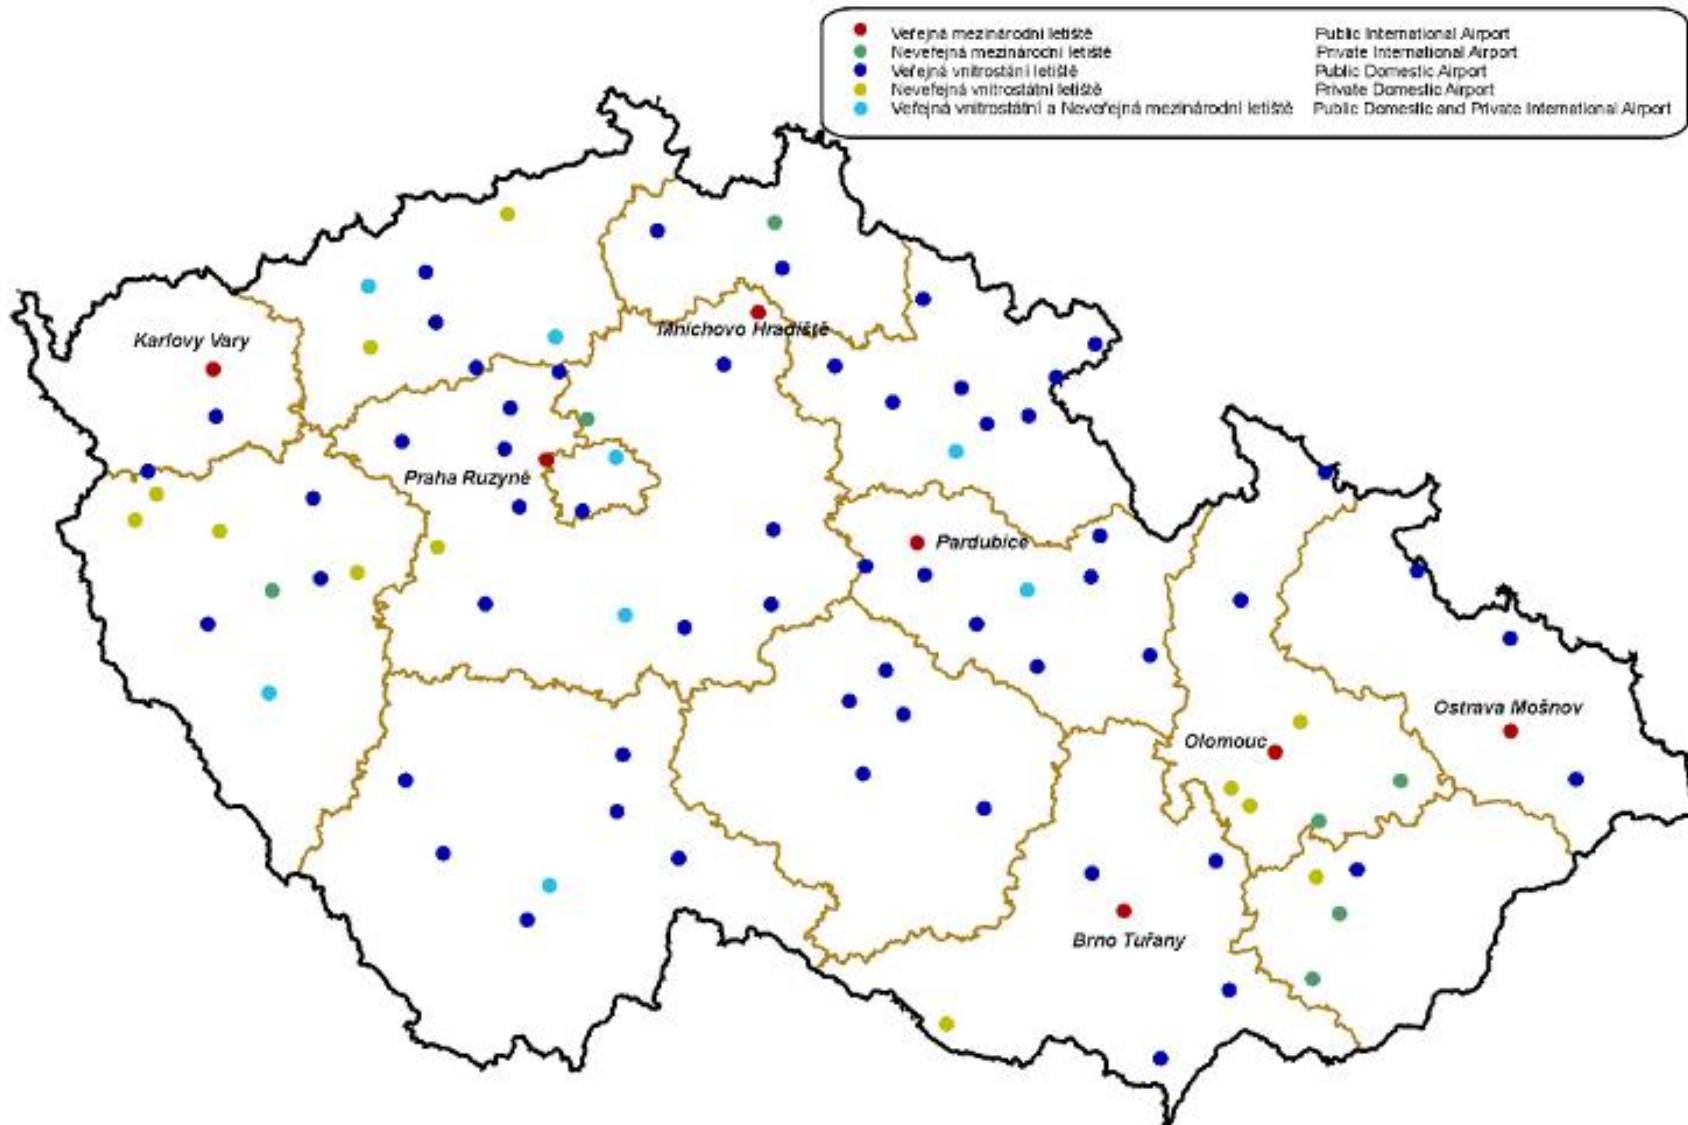 Veřejná mezinárodní letiště Public International Airport
Neveřejná mezinárodní letiště Private International Airport
Veřejná vnitrostání letiště Public Domestic Airport
Neveřejná vnitrostátní letiště Private Domestic Airport
Veřejná vnitrostátní a Neveřejná mezinárodní letiště Public Domestic and Private International Airport
Karlovy Vary
Mnichovo Hradiště
Praha Ruzyně
Pardubice
Ostrava Mošnov
Olomouc
Brno Tuřany